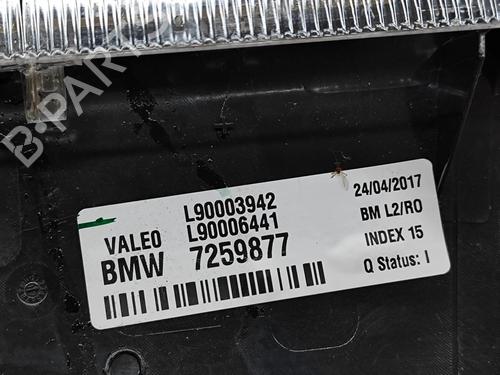 B-PARTS
L90003942
24/04/2017
VALEO L90006441
BM L2/RO
BMW 7259877
INDEX 15
Q Status: I